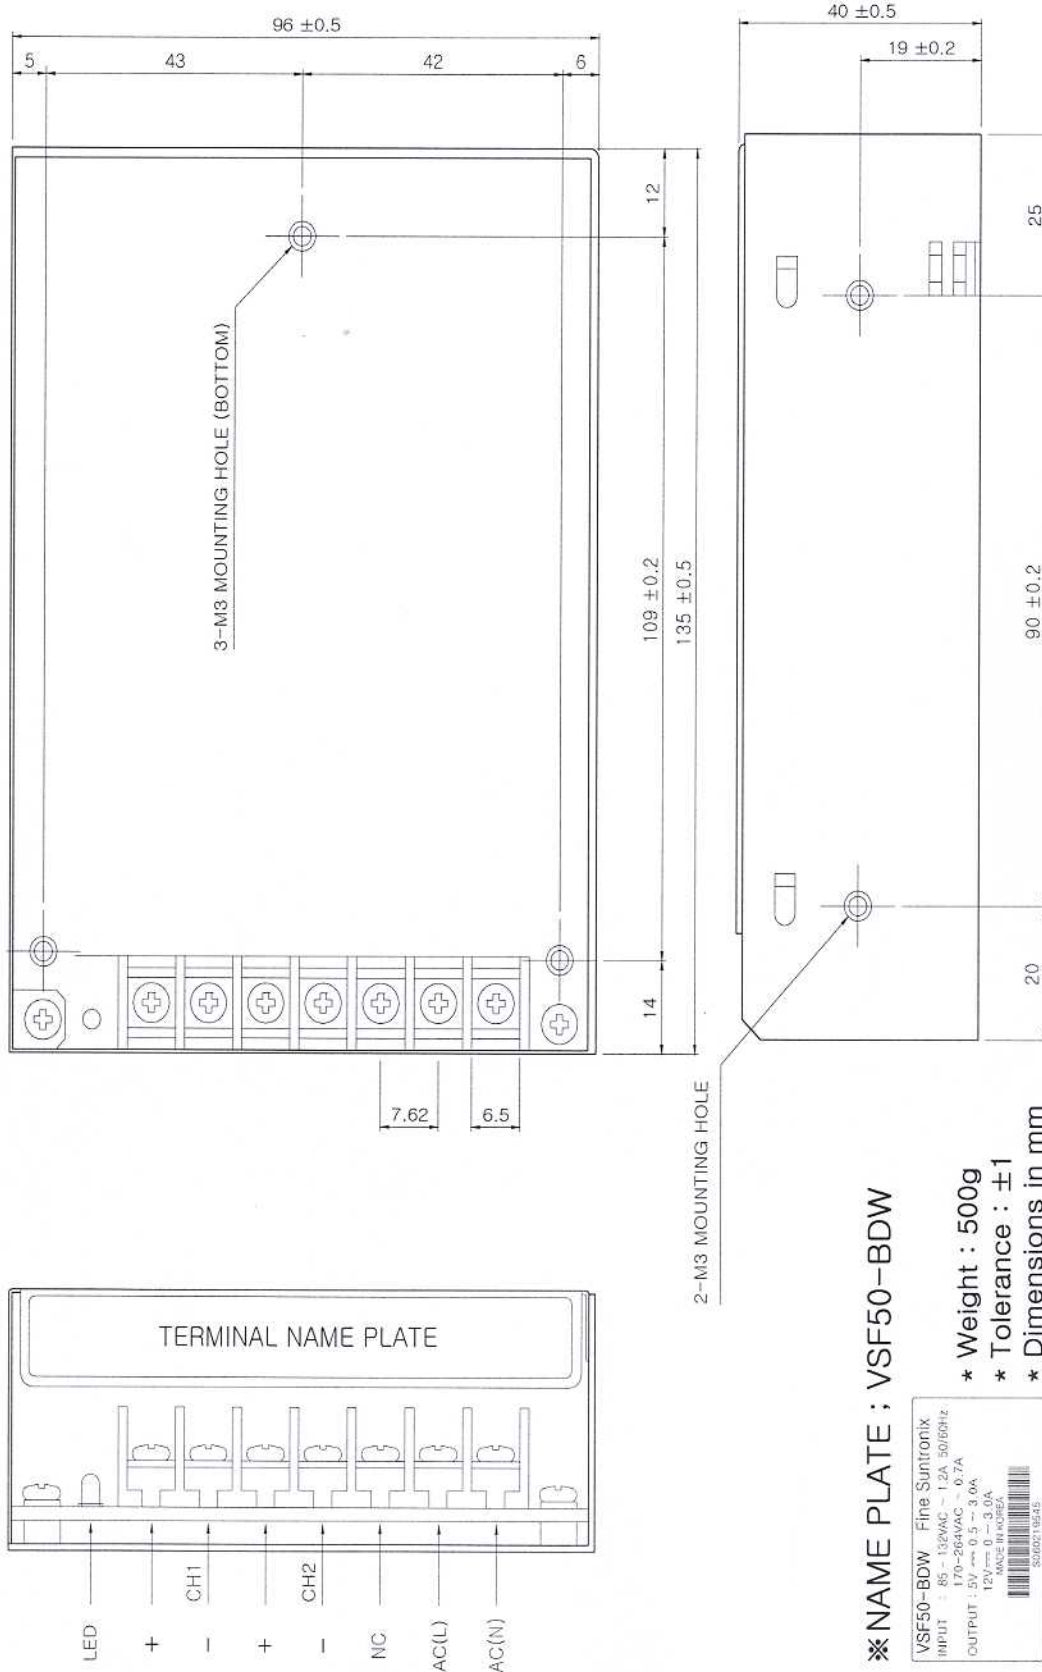 96 ±0.5
5
43
42
6
40 ±0.5
19 ±0.2
3-M3 MOUNTING HOLE (BOTTOM)
12
109 ±0.2
135 ±0.5
14
7.62
6.5
25
90 ±0.2
20
2-M3 MOUNTING HOLE
TERMINAL NAME PLATE
LED
+
CH1
-
+
CH2
-
NC
AC(L)
AC(N)
※NAME PLATE ; VSF50-BDW
VSF50-BDW Fine Suntronix
INPUT : 85 - 132VAC ~ 1.2A 50/60Hz
170-264VAC ~ 0.7A
OUTPUT : 5V ⎓ 0.5 - 3.0A
12V ⎓ 0 - 3.0A
MADE IN KOREA
S060219545
* Weight : 500g
* Tolerance : ±1
* Dimensions in mm